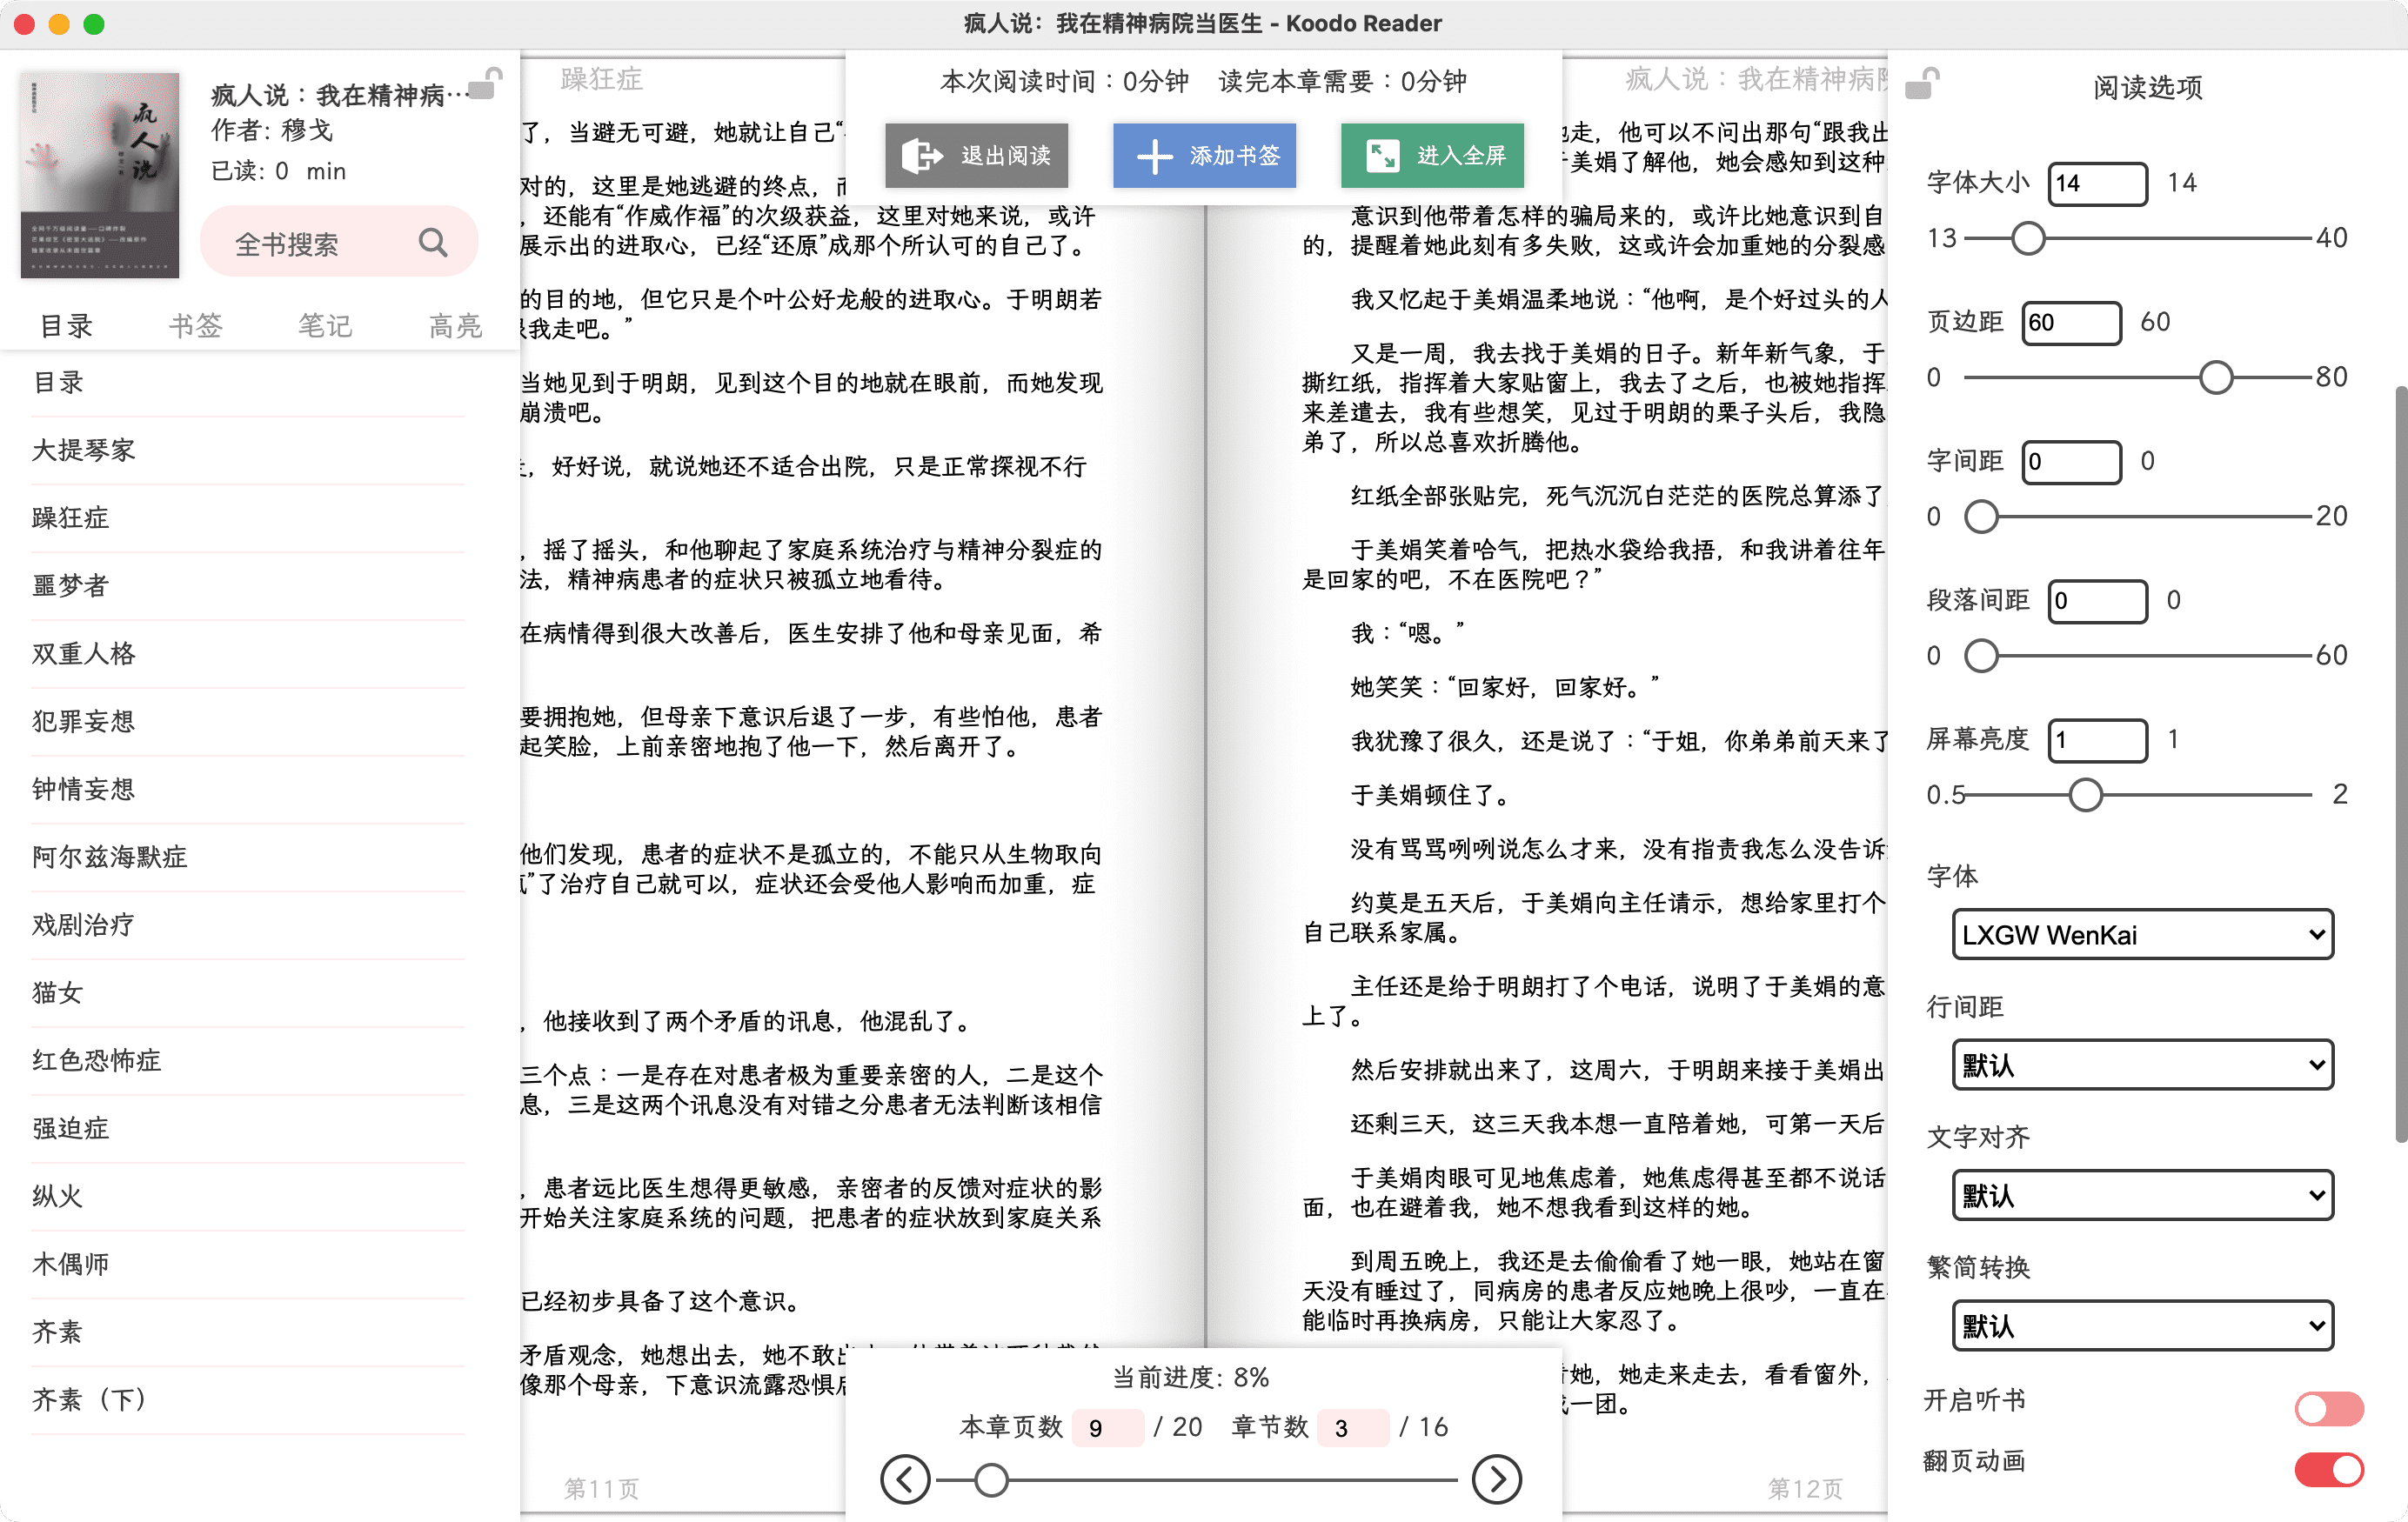 疯人说：我在精神病院当医生 - Koodo Reader
疯人说：我在精神病…
作者: 穆戈
已读: 0 min
疯人说
全书搜索
目录 书签 笔记 高亮
目录
大提琴家
躁狂症
噩梦者
双重人格
犯罪妄想
钟情妄想
阿尔兹海默症
戏剧治疗
猫女
红色恐怖症
强迫症
纵火
木偶师
齐素
齐素（下）
躁狂症
了，当避无可避，她就让自己“
对的，这里是她逃避的终点，
，还能有“作威作福”的次级获益，这里对她来说，或许
展示出的进取心，已经“还原”成那个所认可的自己了。
的目的地，但它只是个叶公好龙般的进取心。于明朗若
跟我走吧。”
当她见到于明朗，见到这个目的地就在眼前，而她发现
崩溃吧。
，好好说，就说她还不适合出院，只是正常探视不行
，摇了摇头，和他聊起了家庭系统治疗与精神分裂症的
法，精神病患者的症状只被孤立地看待。
在病情得到很大改善后，医生安排了他和母亲见面，希
要拥抱她，但母亲下意识后退了一步，有些怕他，患者
起笑脸，上前亲密地抱了他一下，然后离开了。
他们发现，患者的症状不是孤立的，不能只从生物取向
”了治疗自己就可以，症状还会受他人影响而加重，症
，他接收到了两个矛盾的讯息，他混乱了。
三个点：一是存在对患者极为重要亲密的人，二是这个
息，三是这两个讯息没有对错之分患者无法判断该相信
，患者远比医生想得更敏感，亲密者的反馈对症状的影
开始关注家庭系统的问题，把患者的症状放到家庭关系
已经初步具备了这个意识。
矛盾观念，她想出去，她不敢
像那个母亲，下意识流露恐惧
第11页
本次阅读时间：0分钟 读完本章需要：0分钟
退出阅读 添加书签 进入全屏
疯人说：我在精神病院
走，他可以不问出那句“跟我出
于美娟了解他，她会感知到这种
意识到他带着怎样的骗局来的，或许比她意识到自
的，提醒着她此刻有多失败，这或许会加重她的分裂感
我又忆起于美娟温柔地说：“他啊，是个好过头的人
又是一周，我去找于美娟的日子。新年新气象，于
撕红纸，指挥着大家贴窗上，我去了之后，也被她指挥
来差遣去，我有些想笑，见过于明朗的栗子头后，我隐
弟了，所以总喜欢折腾他。
红纸全部张贴完，死气沉沉白茫茫的医院总算添了
于美娟笑着哈气，把热水袋给我捂，和我讲着往年
是回家的吧，不在医院吧？”
我：“嗯。”
她笑笑：“回家好，回家好。”
我犹豫了很久，还是说了：“于姐，你弟弟前天来了
于美娟顿住了。
没有骂骂咧咧说怎么才来，没有指责我怎么没告诉
约莫是五天后，于美娟向主任请示，想给家里打个
自己联系家属。
主任还是给于明朗打了个电话，说明了于美娟的意
上了。
然后安排就出来了，这周六，于明朗来接于美娟出
还剩三天，这三天我本想一直陪着她，可第一天后
于美娟肉眼可见地焦虑着，她焦虑得甚至都不说话
面，也在避着我，她不想我看到这样的她。
到周五晚上，我还是去偷偷看了她一眼，她站在窗
天没有睡过了，同病房的患者反应她晚上很吵，一直在
能临时再换病房，只能让大家忍了。
她，她走来走去，看看窗外，
一团。
第12页
当前进度: 8%
本章页数 9 / 20 章节数 3 / 16
阅读选项
字体大小 14 14
13 40
页边距 60 60
0 80
字间距 0 0
0 20
段落间距 0 0
0 60
屏幕亮度 1 1
0.5 2
字体
LXGW WenKai
行间距
默认
文字对齐
默认
繁简转换
默认
开启听书
翻页动画